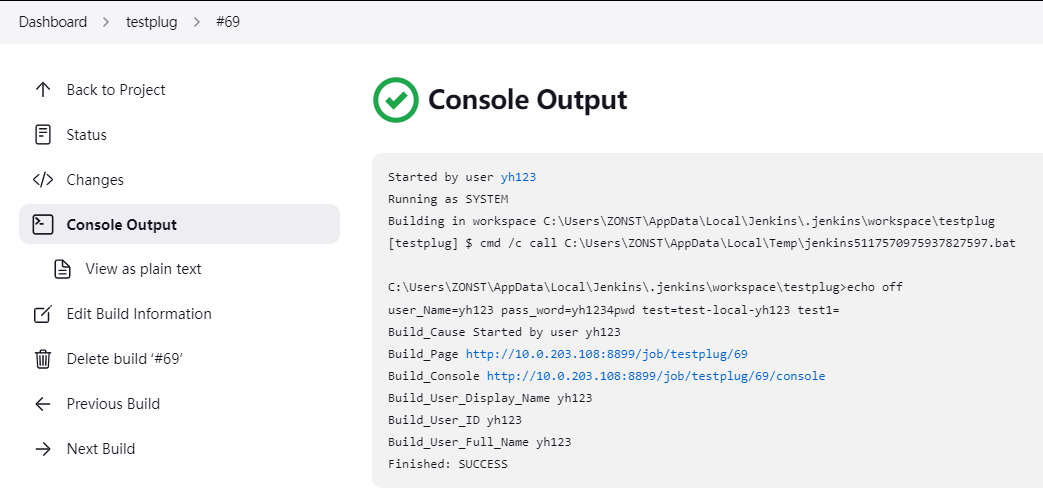 Dashboard > testplug > #69
Back to Project
Status
Changes
Console Output
View as plain text
Edit Build Information
Delete build ‘#69’
Previous Build
Next Build
Console Output
Started by user yh123
Running as SYSTEM
Building in workspace C:\Users\ZONST\AppData\Local\Jenkins\.jenkins\workspace\testplug
[testplug] $ cmd /c call C:\Users\ZONST\AppData\Local\Temp\jenkins5117570975937827597.bat
C:\Users\ZONST\AppData\Local\Jenkins\.jenkins\workspace\testplug>echo off
user_Name=yh123 pass_word=yh1234pwd test=test-local-yh123 test1=
Build_Cause Started by user yh123
Build_Page http://10.0.203.108:8899/job/testplug/69
Build_Console http://10.0.203.108:8899/job/testplug/69/console
Build_User_Display_Name yh123
Build_User_ID yh123
Build_User_Full_Name yh123
Finished: SUCCESS